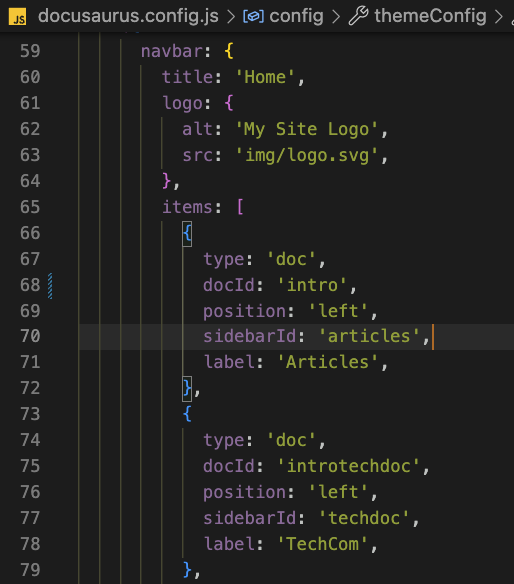 JS docusaurus.config.js > config > themeConfig >
59 navbar: {
60 title: 'Home',
61 logo: {
62 alt: 'My Site Logo',
63 src: 'img/logo.svg',
64 },
65 items: [
66 {
67 type: 'doc',
68 docId: 'intro',
69 position: 'left',
70 sidebarId: 'articles',
71 label: 'Articles',
72 },
73 {
74 type: 'doc',
75 docId: 'introtechdoc',
76 position: 'left',
77 sidebarId: 'techdoc',
78 label: 'TechCom',
79 },